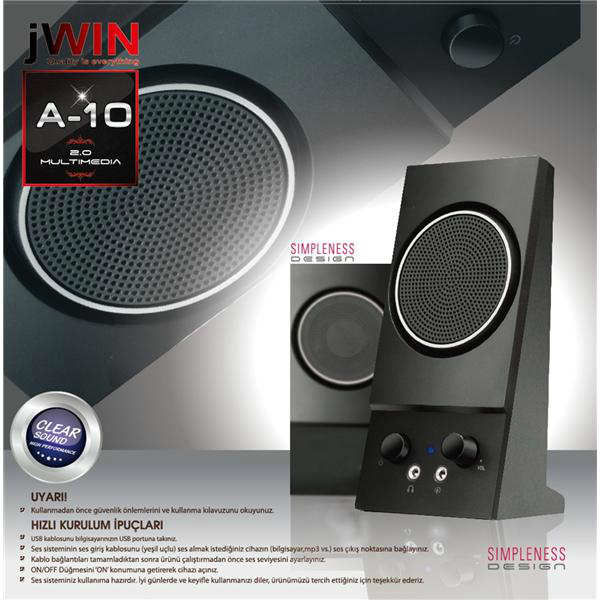 jWIN
Quality is everything
A-10
2.0
MULTIMEDIA
SIMPLENESS
DESIGN
CLEAR
SOUND
HIGH PERFORMANCE
VOL
UYARI!
Kullanmadan önce güvenlik önlemlerini ve kullanma kılavuzunu okuyunuz.
HIZLI KURULUM İPUÇLARI
USB kablosunu bilgisayarınızın USB portuna takınız.
Ses sisteminin ses giriş kablosunu (yeşil uçlu) ses almak istediğiniz cihazın (bilgisayar,mp3 vs.) ses çıkış noktasına bağlayınız.
Kablo bağlantıları tamamladıktan sonra ürünü çalıştırmadan önce ses seviyesini ayarlayınız.
ON/OFF Düğmesini 'ON' konumuna getirerek cihazı açınız.
Ses sisteminiz kullanıma hazırdır. İyi günlerde ve keyifle kullanmanızı diler, ürünümüzü tercih ettiğiniz için teşekkür ederiz.
SIMPLENESS
DESIGN